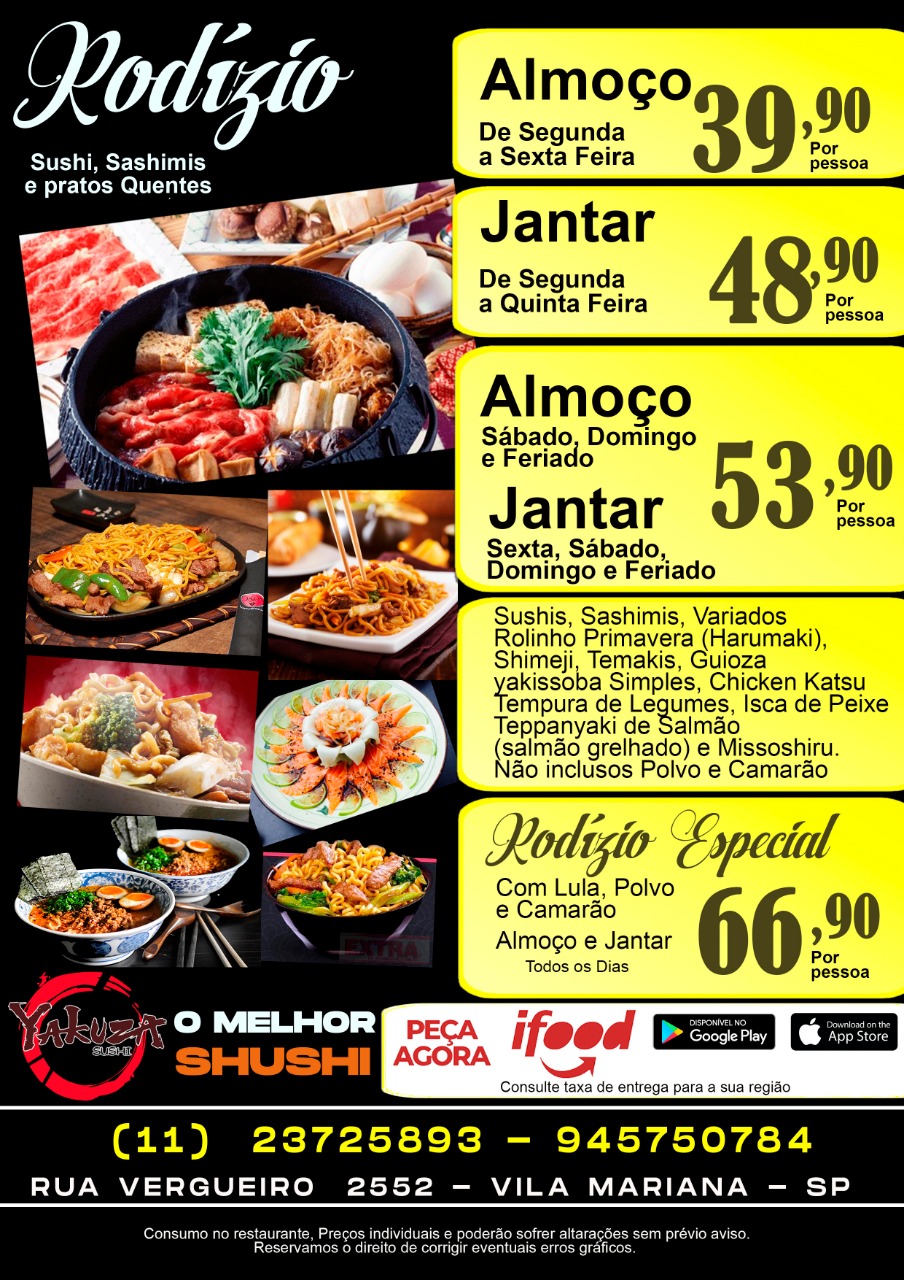 Rodízio
Sushi, Sashimis
e pratos Quentes
Almoço
De Segunda
a Sexta Feira
39,90
Por
pessoa
Jantar
De Segunda
a Quinta Feira
48,90
Por
pessoa
Almoço
Sábado, Domingo
e Feriado
Jantar
Sexta, Sábado,
Domingo e Feriado
53,90
Por
pessoa
Sushis, Sashimis, Variados
Rolinho Primavera (Harumaki),
Shimeji, Temakis, Guioza
yakissoba Simples, Chicken Katsu
Tempura de Legumes, Isca de Peixe
Teppanyaki de Salmão
(salmão grelhado) e Missoshiru.
Não inclusos Polvo e Camarão
Rodízio Especial
Com Lula, Polvo
e Camarão
Almoço e Jantar
Todos os Dias
66,90
Por
pessoa
EXTRA
Yakuza
SUSHI
O MELHOR
SHUSHI
PEÇA
AGORA
ifood
DISPONÍVEL NO
Google Play
Download on the
App Store
Consulte taxa de entrega para a sua região
(11) 23725893 – 945750784
RUA VERGUEIRO 2552 – VILA MARIANA – SP
Consumo no restaurante, Preços individuais e poderão sofrer altarações sem prévio aviso.
Reservamos o direito de corrigir eventuais erros gráficos.